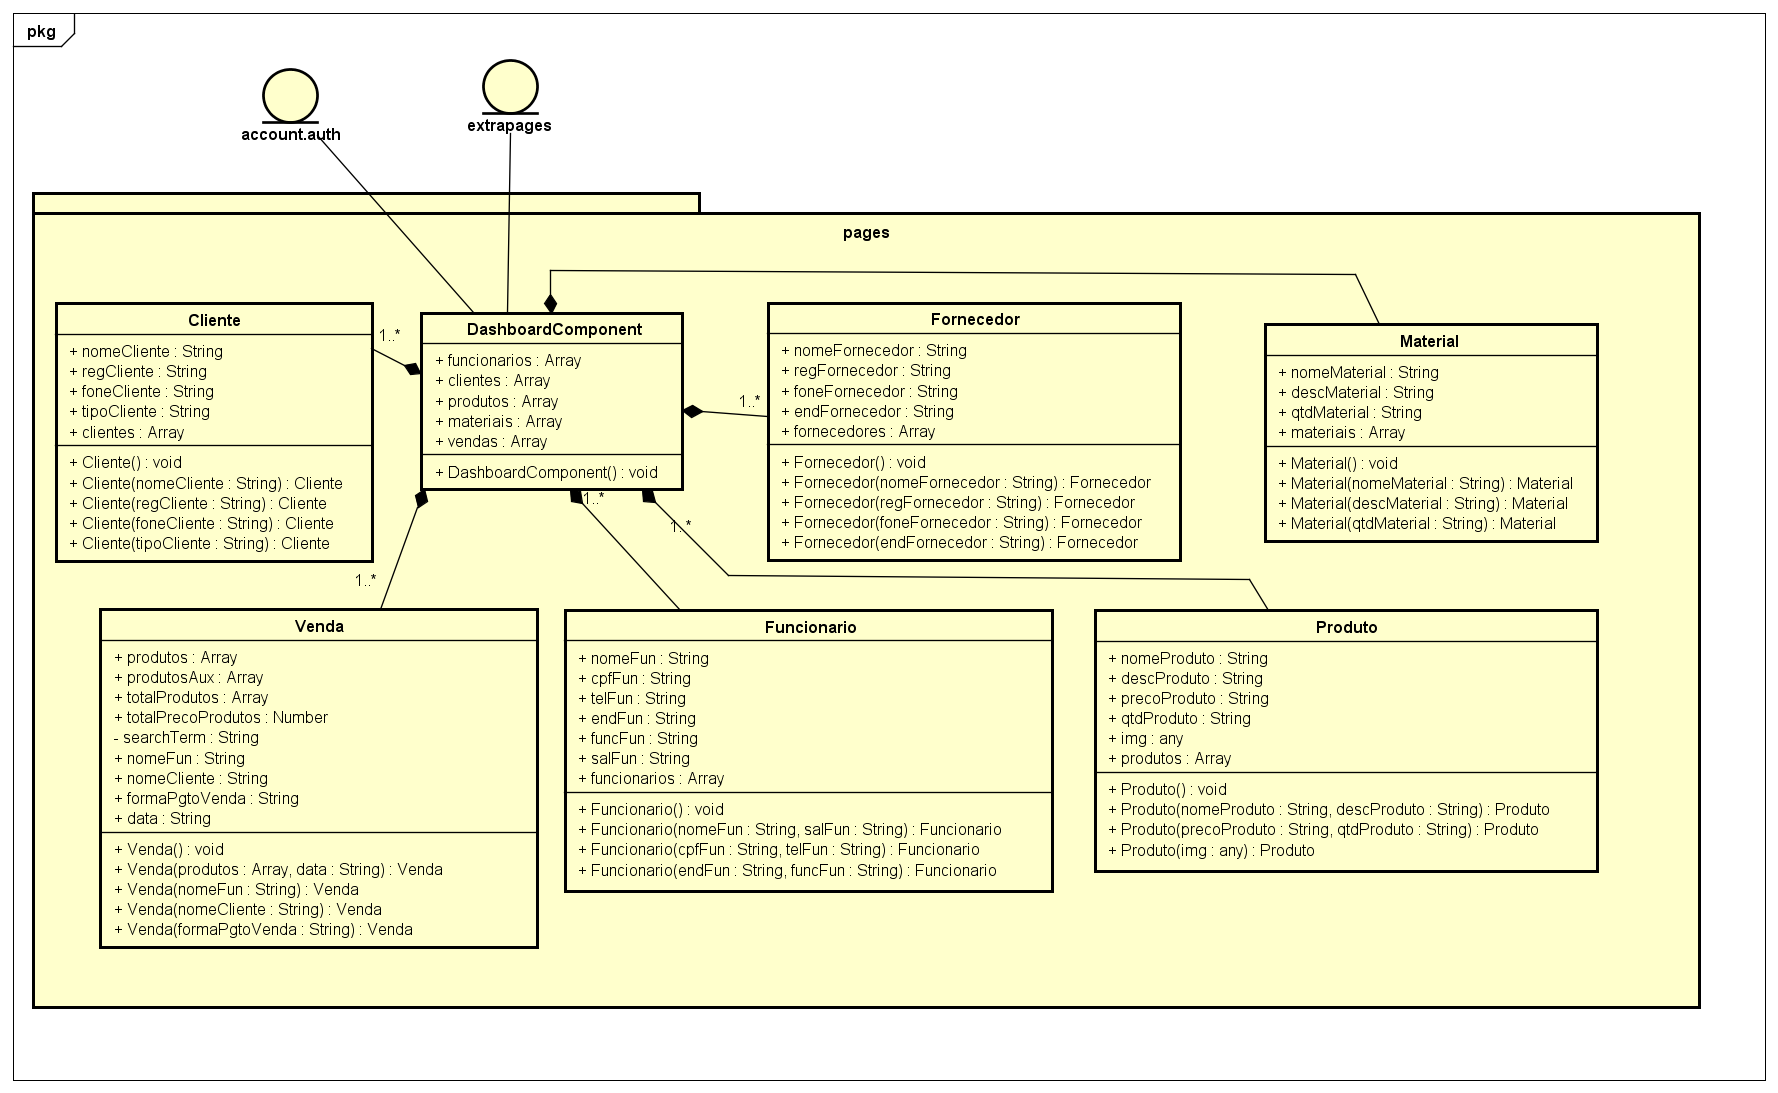 pkg
account.auth
extrapages
pages
Cliente
+ nomeCliente : String
+ regCliente : String
+ foneCliente : String
+ tipoCliente : String
+ clientes : Array
+ Cliente() : void
+ Cliente(nomeCliente : String) : Cliente
+ Cliente(regCliente : String) : Cliente
+ Cliente(foneCliente : String) : Cliente
+ Cliente(tipoCliente : String) : Cliente
1..*
DashboardComponent
+ funcionarios : Array
+ clientes : Array
+ produtos : Array
+ materiais : Array
+ vendas : Array
+ DashboardComponent() : void
1..*
Fornecedor
+ nomeFornecedor : String
+ regFornecedor : String
+ foneFornecedor : String
+ endFornecedor : String
+ fornecedores : Array
+ Fornecedor() : void
+ Fornecedor(nomeFornecedor : String) : Fornecedor
+ Fornecedor(regFornecedor : String) : Fornecedor
+ Fornecedor(foneFornecedor : String) : Fornecedor
+ Fornecedor(endFornecedor : String) : Fornecedor
Material
+ nomeMaterial : String
+ descMaterial : String
+ qtdMaterial : String
+ materiais : Array
+ Material() : void
+ Material(nomeMaterial : String) : Material
+ Material(descMaterial : String) : Material
+ Material(qtdMaterial : String) : Material
1..*
1..*
1..*
Venda
+ produtos : Array
+ produtosAux : Array
+ totalProdutos : Array
+ totalPrecoProdutos : Number
- searchTerm : String
+ nomeFun : String
+ nomeCliente : String
+ formaPgtoVenda : String
+ data : String
+ Venda() : void
+ Venda(produtos : Array, data : String) : Venda
+ Venda(nomeFun : String) : Venda
+ Venda(nomeCliente : String) : Venda
+ Venda(formaPgtoVenda : String) : Venda
Funcionario
+ nomeFun : String
+ cpfFun : String
+ telFun : String
+ endFun : String
+ funcFun : String
+ salFun : String
+ funcionarios : Array
+ Funcionario() : void
+ Funcionario(nomeFun : String, salFun : String) : Funcionario
+ Funcionario(cpfFun : String, telFun : String) : Funcionario
+ Funcionario(endFun : String, funcFun : String) : Funcionario
Produto
+ nomeProduto : String
+ descProduto : String
+ precoProduto : String
+ qtdProduto : String
+ img : any
+ produtos : Array
+ Produto() : void
+ Produto(nomeProduto : String, descProduto : String) : Produto
+ Produto(precoProduto : String, qtdProduto : String) : Produto
+ Produto(img : any) : Produto